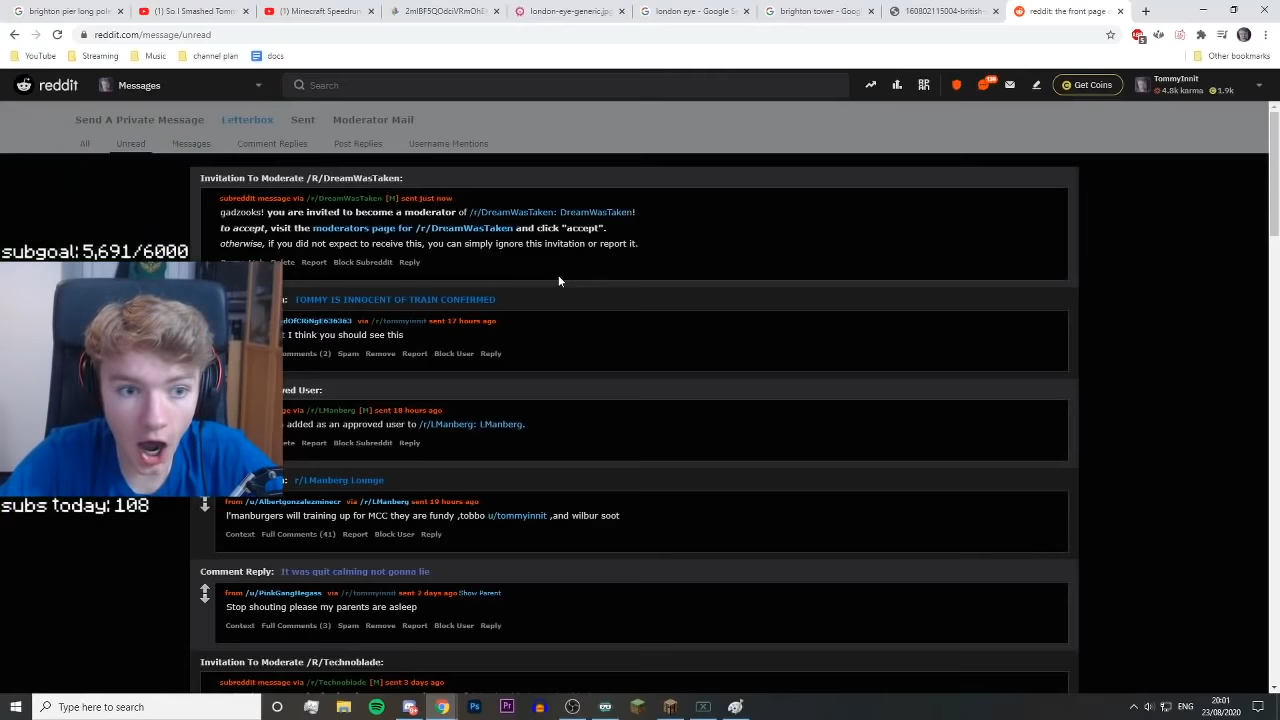 brighton pier long pie
(1) Minecraft Speedrun
(1) Minecraft Speedrun
2mlBF5QDdiVRmOhE
london-eye-generic.jpg
london eye - Google Se
brighton tower - Googl
160802115004-british
reddit: the front page o
reddit.com/message/unread
YouTube Streaming Music channel plan docs Other bookmarks
reddit Messages Search 138 Get Coins TommyInnit
4.8k karma 1.9k
Send A Private Message Letterbox Sent Moderator Mail
All Unread Messages Comment Replies Post Replies Username Mentions
Invitation To Moderate /R/DreamWasTaken:
subreddit message via /r/DreamWasTaken [M] sent just now
gadzooks! you are invited to become a moderator of /r/DreamWasTaken: DreamWasTaken!
to accept, visit the moderators page for /r/DreamWasTaken and click "accept".
otherwise, if you did not expect to receive this, you can simply ignore this invitation or report it.
Report Block Subreddit Reply
subgoal: 5,691/6000
TOMMY IS INNOCENT OF TRAIN CONFIRMED
dOfCRiNgE636363 via /r/tommyinnit sent 17 hours ago
I think you should see this
(2) Spam Remove Report Block User Reply
User:
via /r/LManberg [M] sent 18 hours ago
added as an approved user to /r/LManberg: LManberg.
Report Block Subreddit Reply
r/LManberg Lounge
from /u/Albertgonzalezminecr via /r/LManberg sent 19 hours ago
l'manburgers will training up for MCC they are fundy ,tobbo u/tommyinnit ,and wilbur soot
Context Full Comments (41) Report Block User Reply
subs today: 108
Comment Reply: It was quit calming not gonna lie
from /u/PinkGangHegass via /r/tommyinnit sent 2 days ago Show Parent
Stop shouting please my parents are asleep
Context Full Comments (3) Spam Remove Report Block User Reply
Invitation To Moderate /R/Technoblade:
subreddit message via /r/Technoblade [M] sent 3 days ago
Type here to search
ENG
20:01
23/08/2020